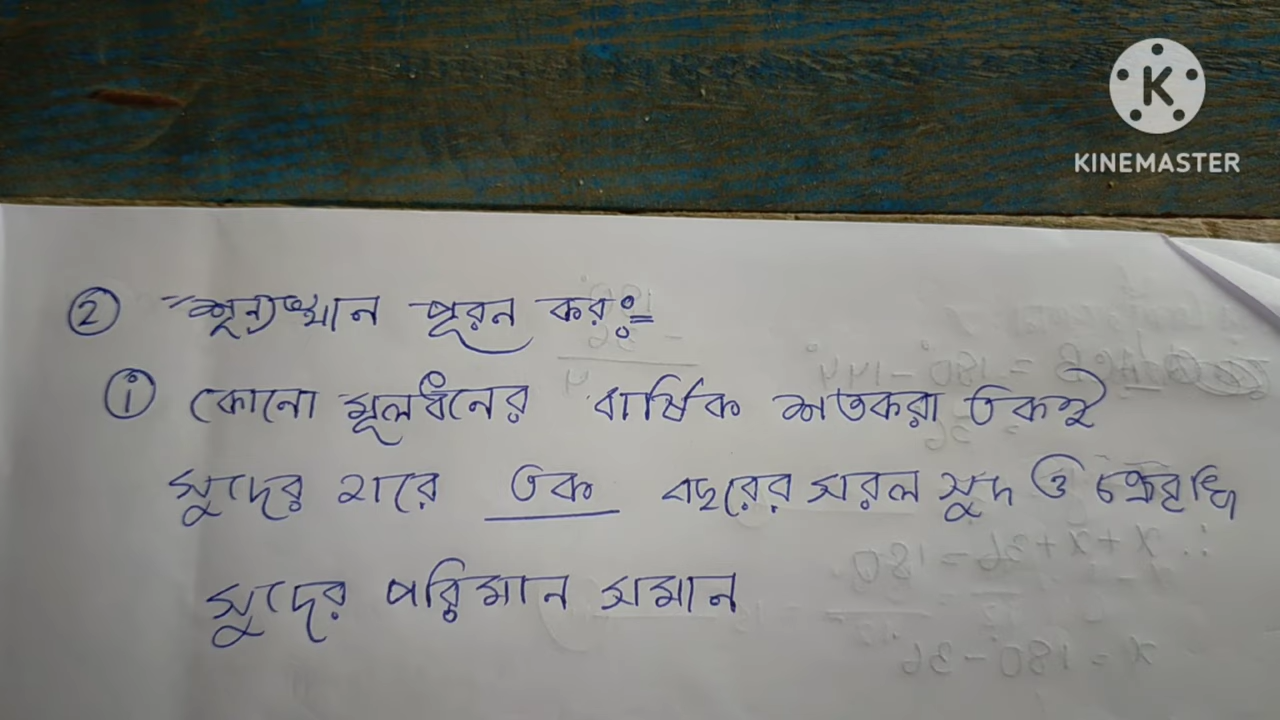 KINEMASTER
② "শূন্যস্থান পূরন কর:=
ⓘ কোনো মূলধনের বার্ষিক শতকরা একই
সুদের হারে এক বছরের সরল সুদ ও চক্রবৃদ্ধি
সুদের পরিমান সমান